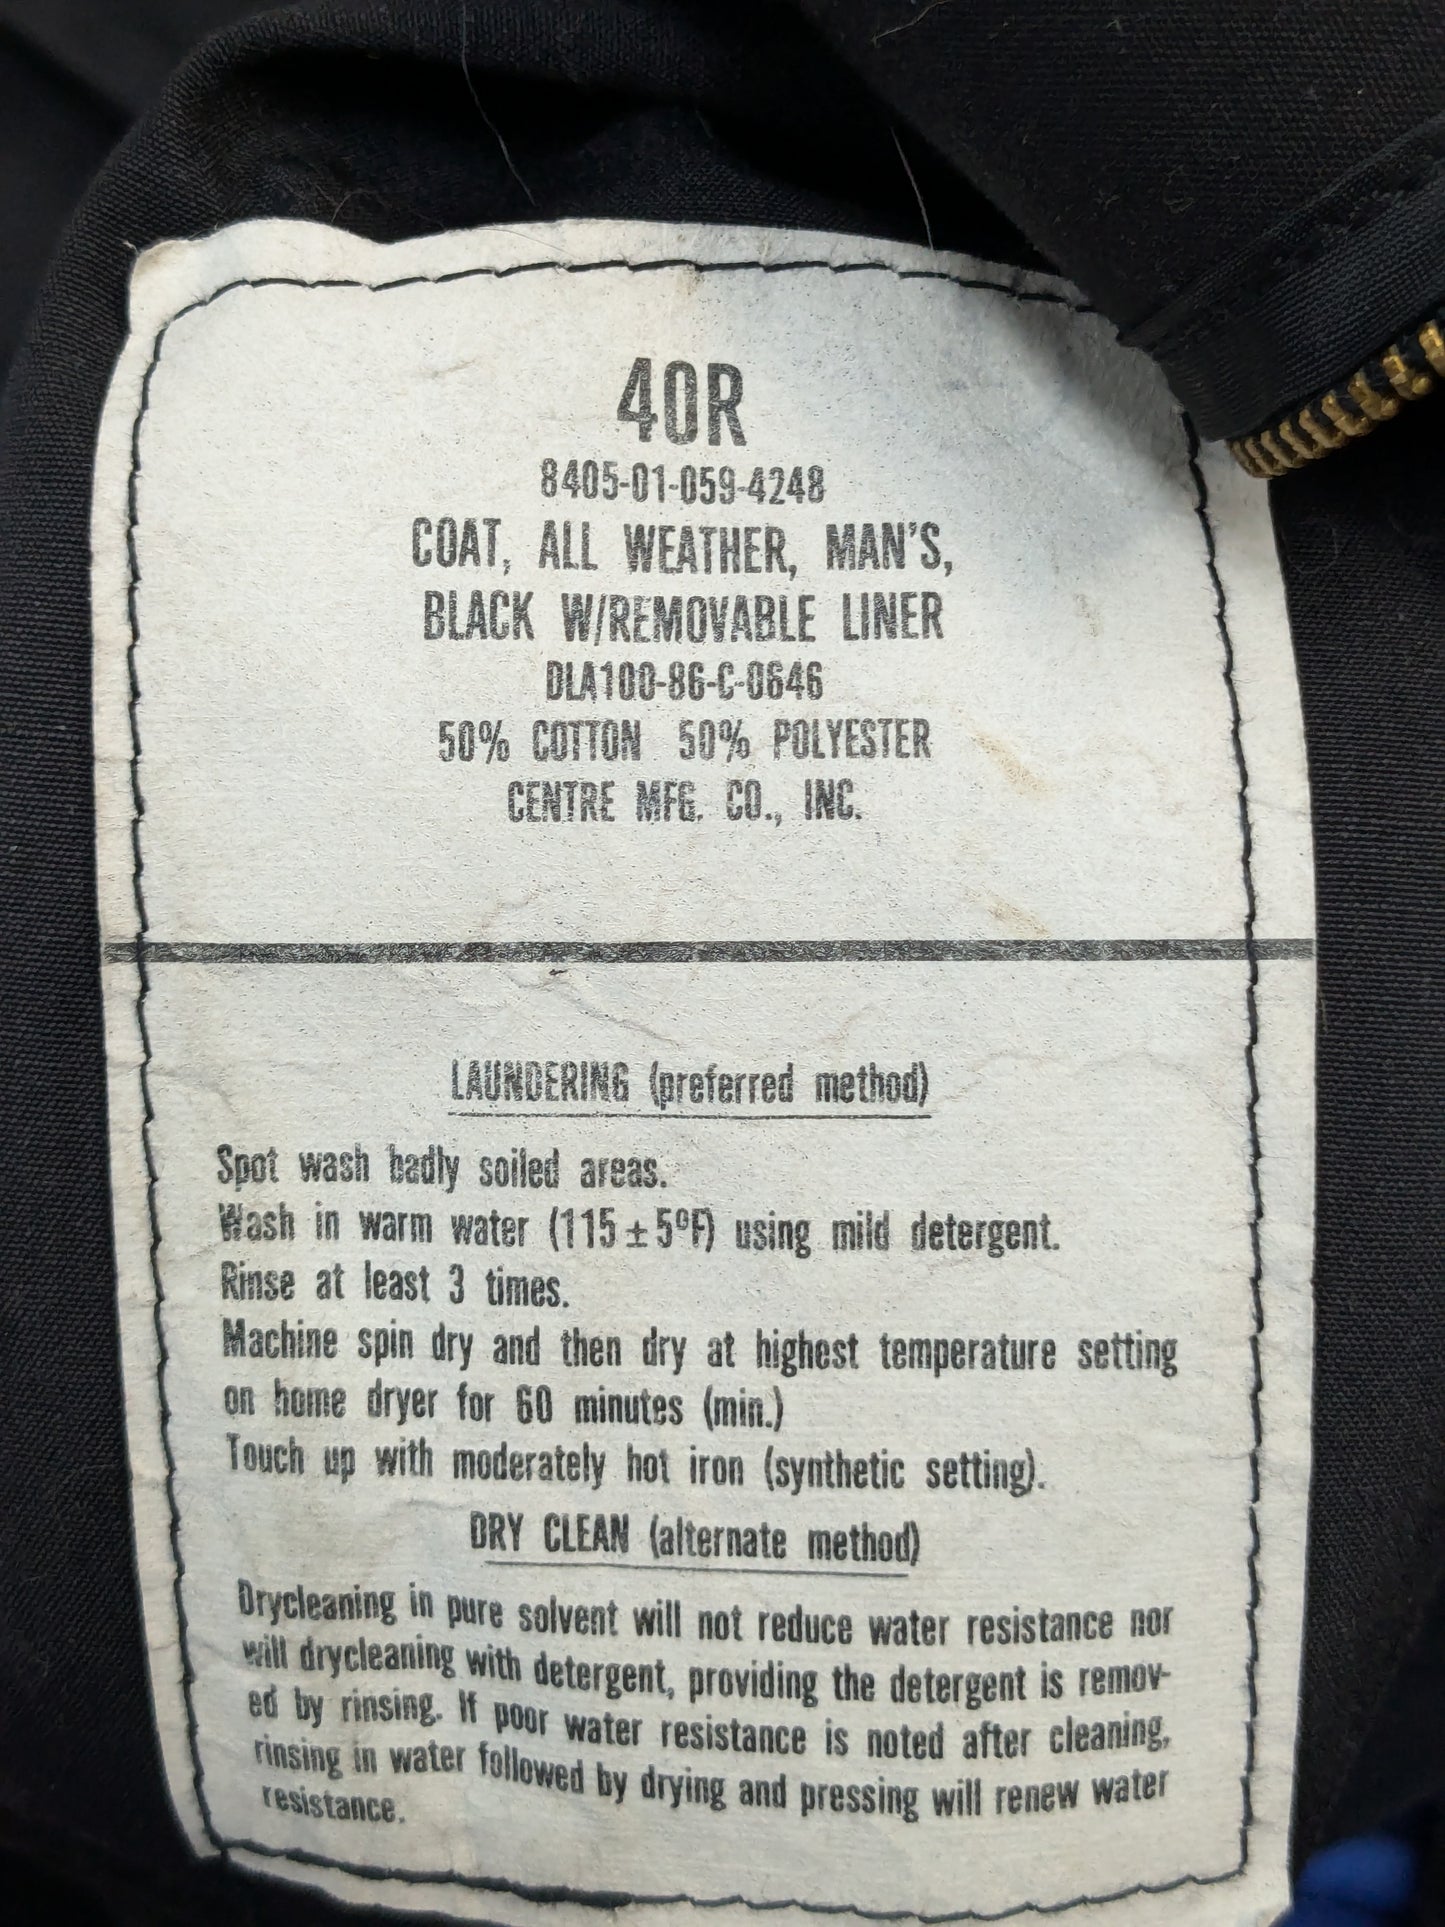 40R
8405-01-059-4248
COAT, ALL WEATHER, MAN'S,
BLACK W/REMOVABLE LINER
DLA100-86-C-0646
50% COTTON 50% POLYESTER
CENTRE MFG. CO., INC.
LAUNDERING (preferred method)
Spot wash badly soiled areas.
Wash in warm water (115 ± 5ºF) using mild detergent.
Rinse at least 3 times.
Machine spin dry and then dry at highest temperature setting
on home dryer for 60 minutes (min.)
Touch up with moderately hot iron (synthetic setting).
DRY CLEAN (alternate method)
Drycleaning in pure solvent will not reduce water resistance nor
will drycleaning with detergent, providing the detergent is remov-
ed by rinsing. If poor water resistance is noted after cleaning,
rinsing in water followed by drying and pressing will renew water
resistance.